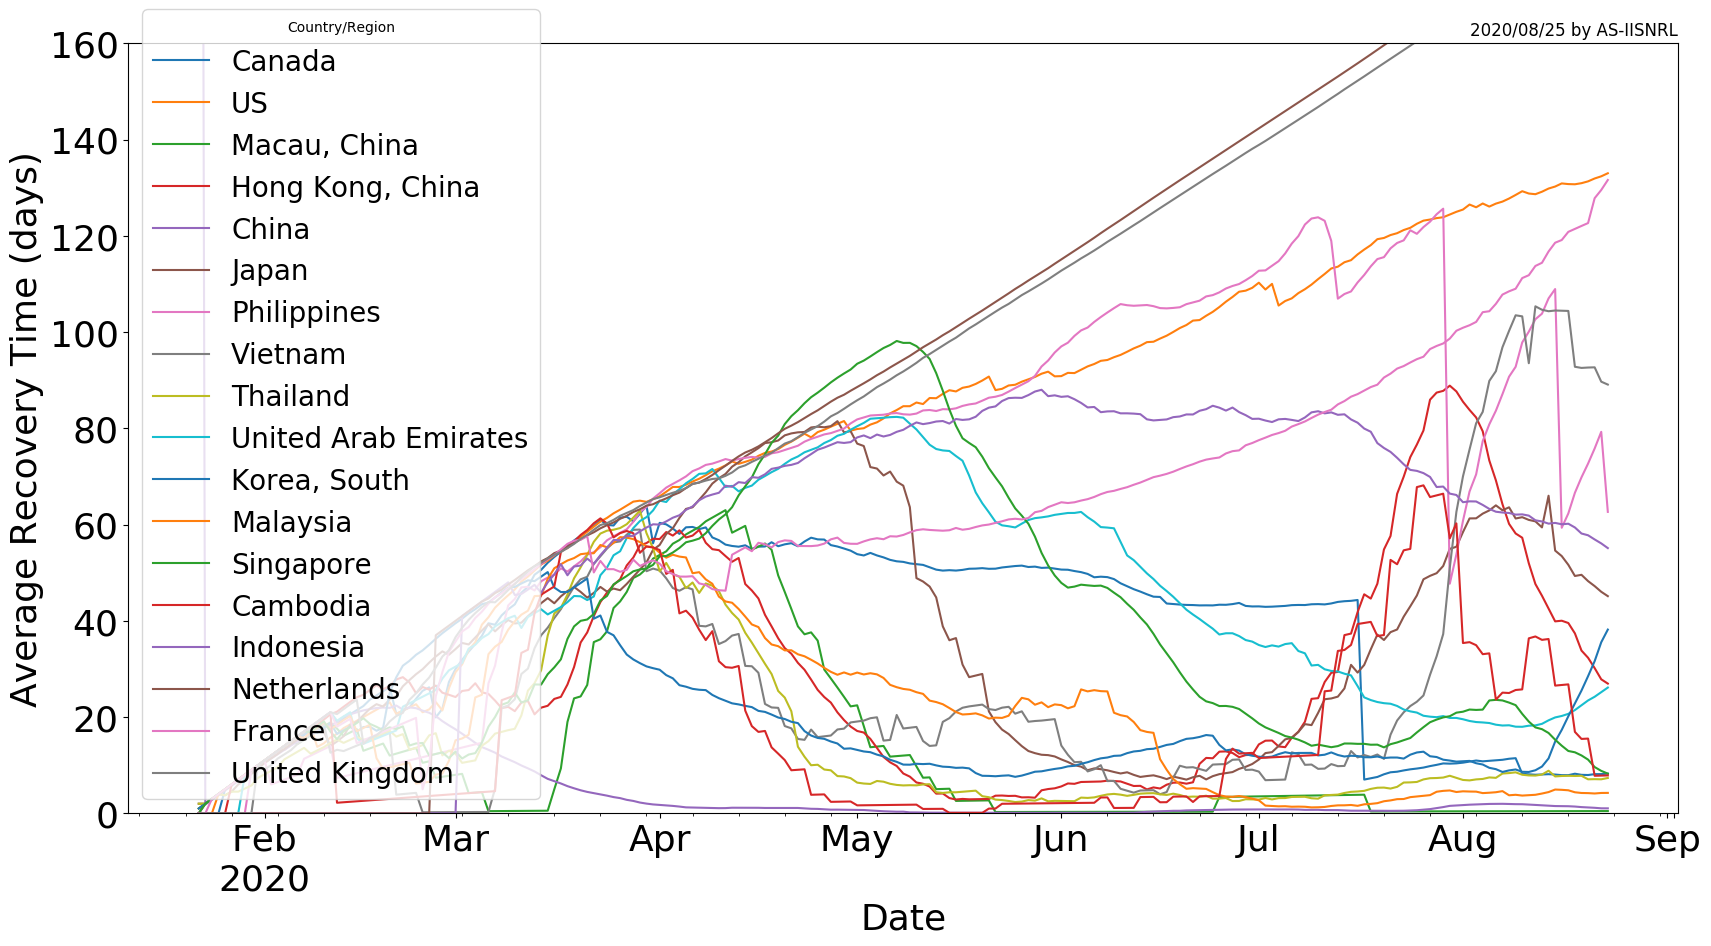 2020/08/25 by AS-IISNRL
Country/Region
Canada
US
Macau, China
Hong Kong, China
China
Japan
Philippines
Vietnam
Thailand
United Arab Emirates
Korea, South
Malaysia
Singapore
Cambodia
Indonesia
Netherlands
France
United Kingdom
Average Recovery Time (days)
160
140
120
100
80
60
40
20
0
Feb Mar Apr May Jun Jul Aug Sep
2020
Date